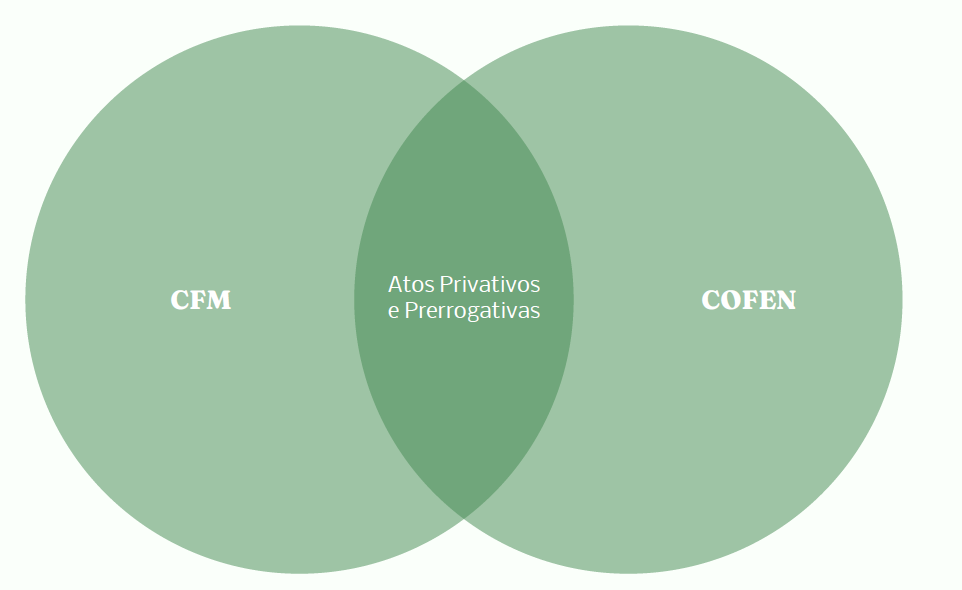 CFM
Atos Privativos
e Prerrogativas
COFEN